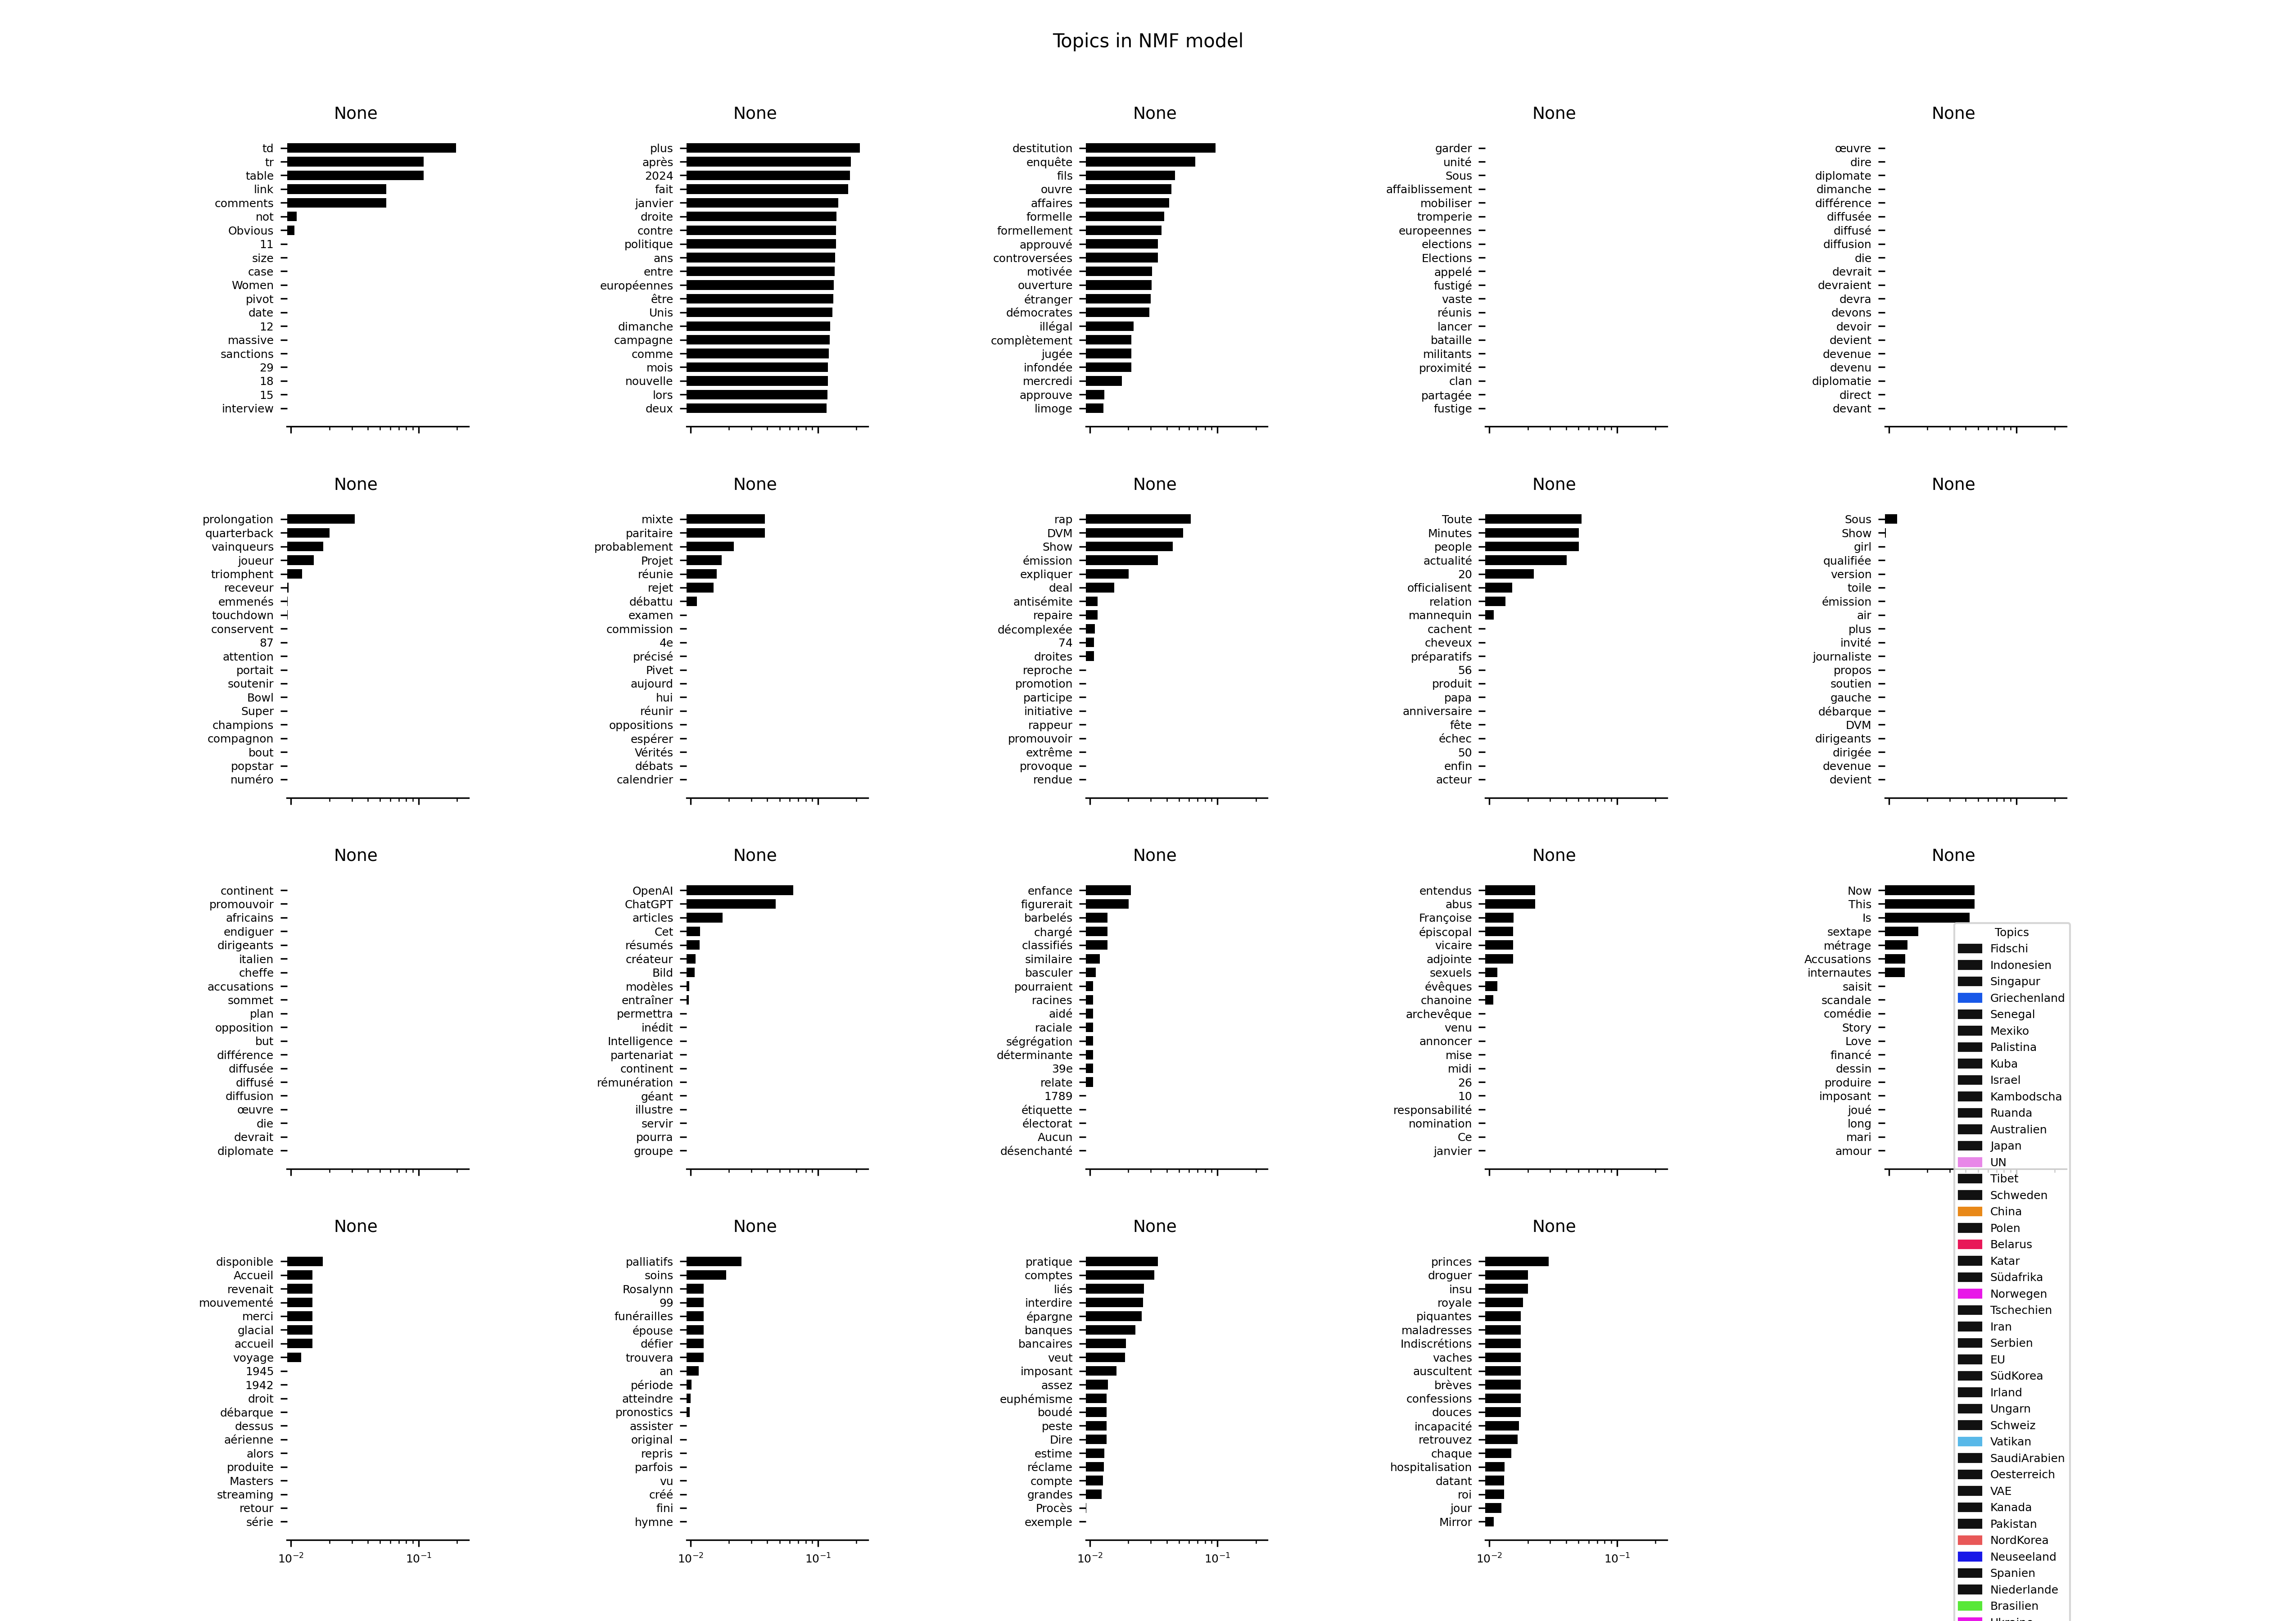 Topics in NMF model
None
td
tr
table
link
comments
not
Obvious
11
size
case
Women
pivot
date
12
massive
sanctions
29
18
15
interview
None
plus
après
2024
fait
janvier
droite
contre
politique
ans
entre
européennes
être
Unis
dimanche
campagne
comme
mois
nouvelle
lors
deux
None
destitution
enquête
fils
ouvre
affaires
formelle
formellement
approuvé
controversées
motivée
ouverture
étranger
démocrates
illégal
complètement
jugée
infondée
mercredi
approuve
limoge
None
garder
unité
Sous
affaiblissement
mobiliser
tromperie
europeennes
elections
Elections
appelé
fustigé
vaste
réunis
lancer
bataille
militants
proximité
clan
partagée
fustige
None
œuvre
dire
diplomate
dimanche
différence
diffusée
diffusé
diffusion
die
devrait
devraient
devra
devons
devoir
devient
devenue
devenu
diplomatie
direct
devant
None
prolongation
quarterback
vainqueurs
joueur
triomphent
receveur
emmenés
touchdown
conservent
87
attention
portait
soutenir
Bowl
Super
champions
compagnon
bout
popstar
numéro
None
mixte
paritaire
probablement
Projet
réunie
rejet
débattu
examen
commission
4e
précisé
Pivet
aujourd
hui
réunir
oppositions
espérer
Vérités
débats
calendrier
None
rap
DVM
Show
émission
expliquer
deal
antisémite
repaire
décomplexée
74
droites
reproche
promotion
participe
initiative
rappeur
promouvoir
extrême
provoque
rendue
None
Toute
Minutes
people
actualité
20
officialisent
relation
mannequin
cachent
cheveux
préparatifs
56
produit
papa
anniversaire
fête
échec
50
enfin
acteur
None
Sous
Show
girl
qualifiée
version
toile
émission
air
plus
invité
journaliste
propos
soutien
gauche
débarque
DVM
dirigeants
dirigée
devenue
devient
None
continent
promouvoir
africains
endiguer
dirigeants
italien
cheffe
accusations
sommet
plan
opposition
but
différence
diffusée
diffusé
diffusion
œuvre
die
devrait
diplomate
None
OpenAI
ChatGPT
articles
Cet
résumés
créateur
Bild
modèles
entraîner
permettra
inédit
Intelligence
partenariat
continent
rémunération
géant
illustre
servir
pourra
groupe
None
enfance
figurerait
barbelés
chargé
classifiés
similaire
basculer
pourraient
racines
aidé
raciale
ségrégation
déterminante
39e
relate
1789
étiquette
électorat
Aucun
désenchanté
None
entendus
abus
Françoise
épiscopal
vicaire
adjointe
sexuels
évêques
chanoine
archevêque
venu
annoncer
mise
midi
26
10
responsabilité
nomination
Ce
janvier
None
Now
This
Is
sextape
métrage
Accusations
internautes
saisit
scandale
comédie
Story
Love
financé
dessin
produire
imposant
joué
long
mari
amour
None
disponible
Accueil
revenait
mouvementé
merci
glacial
accueil
voyage
1945
1942
droit
débarque
dessus
aérienne
alors
produite
Masters
streaming
retour
série
10⁻²
10⁻¹
None
palliatifs
soins
Rosalynn
99
funérailles
épouse
défier
trouvera
an
période
atteindre
pronostics
assister
original
repris
parfois
vu
créé
fini
hymne
10⁻²
10⁻¹
None
pratique
comptes
liés
interdire
épargne
banques
bancaires
veut
imposant
assez
euphémisme
boudé
peste
Dire
estime
réclame
compte
grandes
Procès
exemple
10⁻²
10⁻¹
None
princes
droguer
insu
royale
piquantes
maladresses
Indiscrétions
vaches
auscultent
brèves
confessions
douces
incapacité
retrouvez
chaque
hospitalisation
datant
roi
jour
Mirror
10⁻²
10⁻¹
Topics
Fidschi
Indonesien
Singapur
Griechenland
Senegal
Mexiko
Palistina
Kuba
Israel
Kambodscha
Ruanda
Australien
Japan
UN
Tibet
Schweden
China
Polen
Belarus
Katar
Südafrika
Norwegen
Tschechien
Iran
Serbien
EU
SüdKorea
Irland
Ungarn
Schweiz
Vatikan
SaudiArabien
Oesterreich
VAE
Kanada
Pakistan
NordKorea
Neuseeland
Spanien
Niederlande
Brasilien